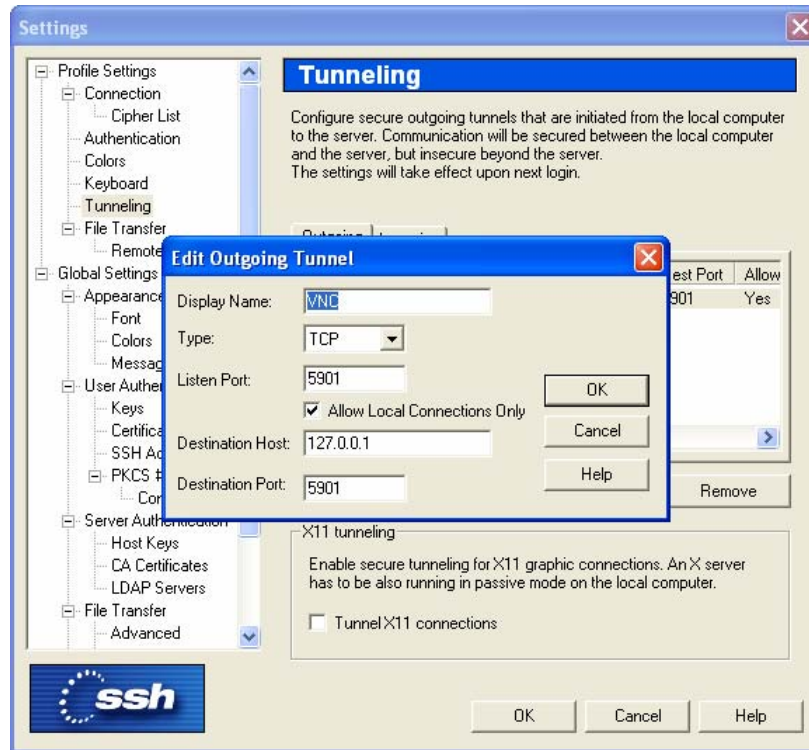 Settings
Profile Settings
Connection
Cipher List
Authentication
Colors
Keyboard
Tunneling
File Transfer
Global Settings
Appearance
Font
Colors
Keys
SSH
PKCS #
Server Authentication
Host Keys
CA Certificates
LDAP Servers
File Transfer
Advanced
ssh
Tunneling
Configure secure outgoing tunnels that are initiated from the local computer
to the server. Communication will be secured between the local computer
and the server, but insecure beyond the server.
The settings will take effect upon next login.
Port Allow
Yes
Remove
Edit Outgoing Tunnel
Display Name: VNC
Type: TCP
Listen Port: 5901
Allow Local Connections Only
Destination Host: 127.0.0.1
Destination Port: 5901
OK
Cancel
Help
X11 tunneling
Enable secure tunneling for X11 graphic connections. An X server
has to be also running in passive mode on the local computer.
Tunnel X11 connections
OK Cancel Help